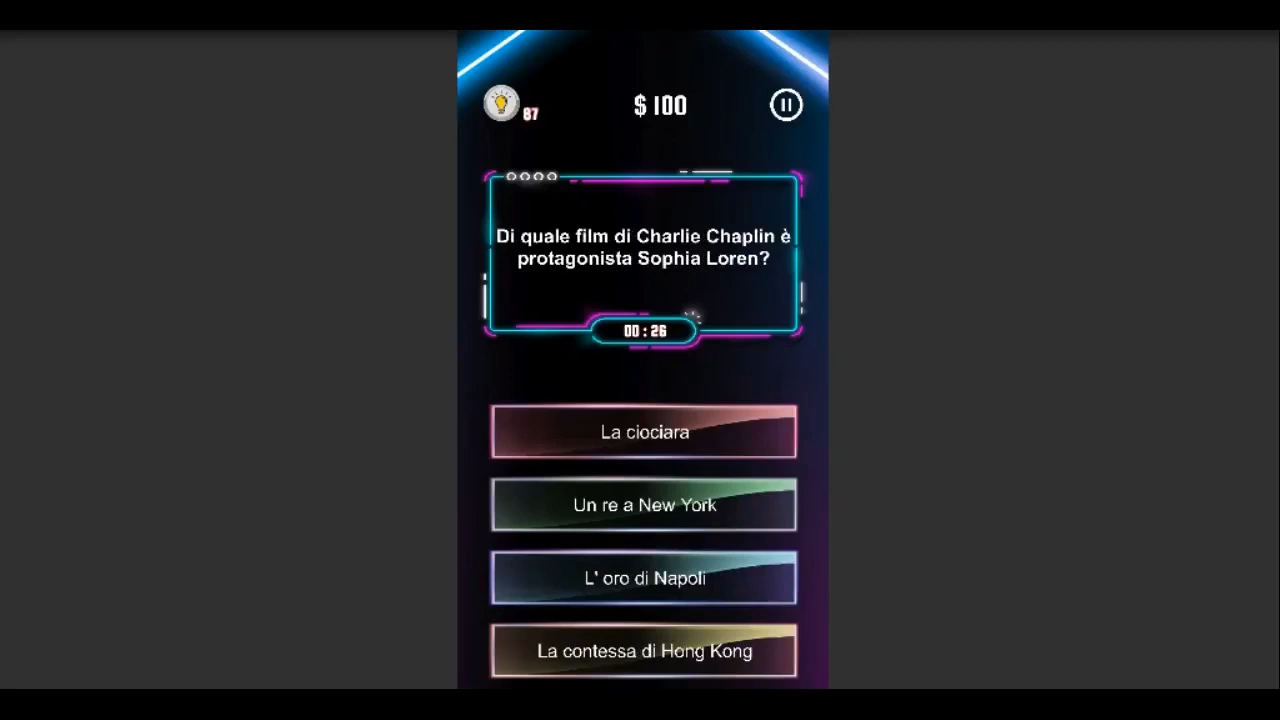 87
$ 100
Di quale film di Charlie Chaplin è
protagonista Sophia Loren?
00 : 26
La ciociara
Un re a New York
L' oro di Napoli
La contessa di Hong Kong